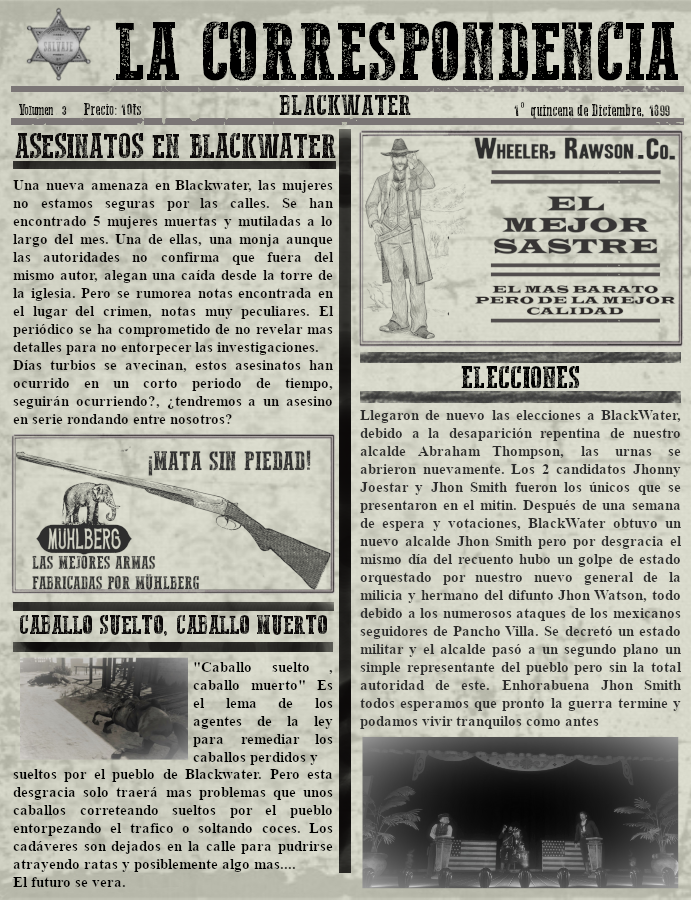 SALVAJE
LA CORRESPONDENCIA
Volumen 3 Precio: 10ts
BLACKWATER
1º quincena de Diciembre, 1899
ASESINATOS EN BLACKWATER
Una nueva amenaza en Blackwater, las mujeres
no estamos seguras por las calles. Se han
encontrado 5 mujeres muertas y mutiladas a lo
largo del mes. Una de ellas, una monja aunque
las autoridades no confirma que fuera del
mismo autor, alegan una caída desde la torre de
la iglesia. Pero se rumorea notas encontrada en
el lugar del crimen, notas muy peculiares. El
periódico se ha comprometido de no revelar mas
detalles para no entorpecer las investigaciones.
Días turbios se avecinan, estos asesinatos han
ocurrido en un corto periodo de tiempo,
seguirán ocurriendo?, ¿tendremos a un asesino
en serie rondando entre nosotros?
¡MATA SIN PIEDAD!
MUHLBERG
LAS MEJORES ARMAS
FABRICADAS POR MÜHLBERG
CABALLO SUELTO, CABALLO MUERTO
"Caballo suelto ,
caballo muerto" Es
el lema de los
agentes de la ley
para remediar los
caballos perdidos y
sueltos por el pueblo de Blackwater. Pero esta
desgracia solo traerá mas problemas que unos
caballos correteando sueltos por el pueblo
entorpezando el trafico o soltando coces. Los
cadáveres son dejados en la calle para pudrirse
atrayendo ratas y posiblemente algo mas....
El futuro se vera.
WHEELER, RAWSON.CO.
EL
MEJOR
SASTRE
EL MAS BARATO
PERO DE LA MEJOR
CALIDAD
ELECCIONES
Llegaron de nuevo las elecciones a BlackWater,
debido a la desaparición repentina de nuestro
alcalde Abraham Thompson, las urnas se
abrieron nuevamente. Los 2 candidatos Jhonny
Joestar y Jhon Smith fueron los únicos que se
presentaron en el mitin. Después de una semana
de espera y votaciones, BlackWater obtuvo un
nuevo alcalde Jhon Smith pero por desgracia el
mismo día del recuento hubo un golpe de estado
orquestado por nuestro nuevo general de la
milicia y hermano del difunto Jhon Watson, todo
debido a los numerosos ataques de los mexicanos
seguidores de Pancho Villa. Se decretó un estado
militar y el alcalde pasó a un segundo plano un
simple representante del pueblo pero sin la total
autoridad de este. Enhorabuena Jhon Smith
todos esperamos que pronto la guerra termine y
podamos vivir tranquilos como antes